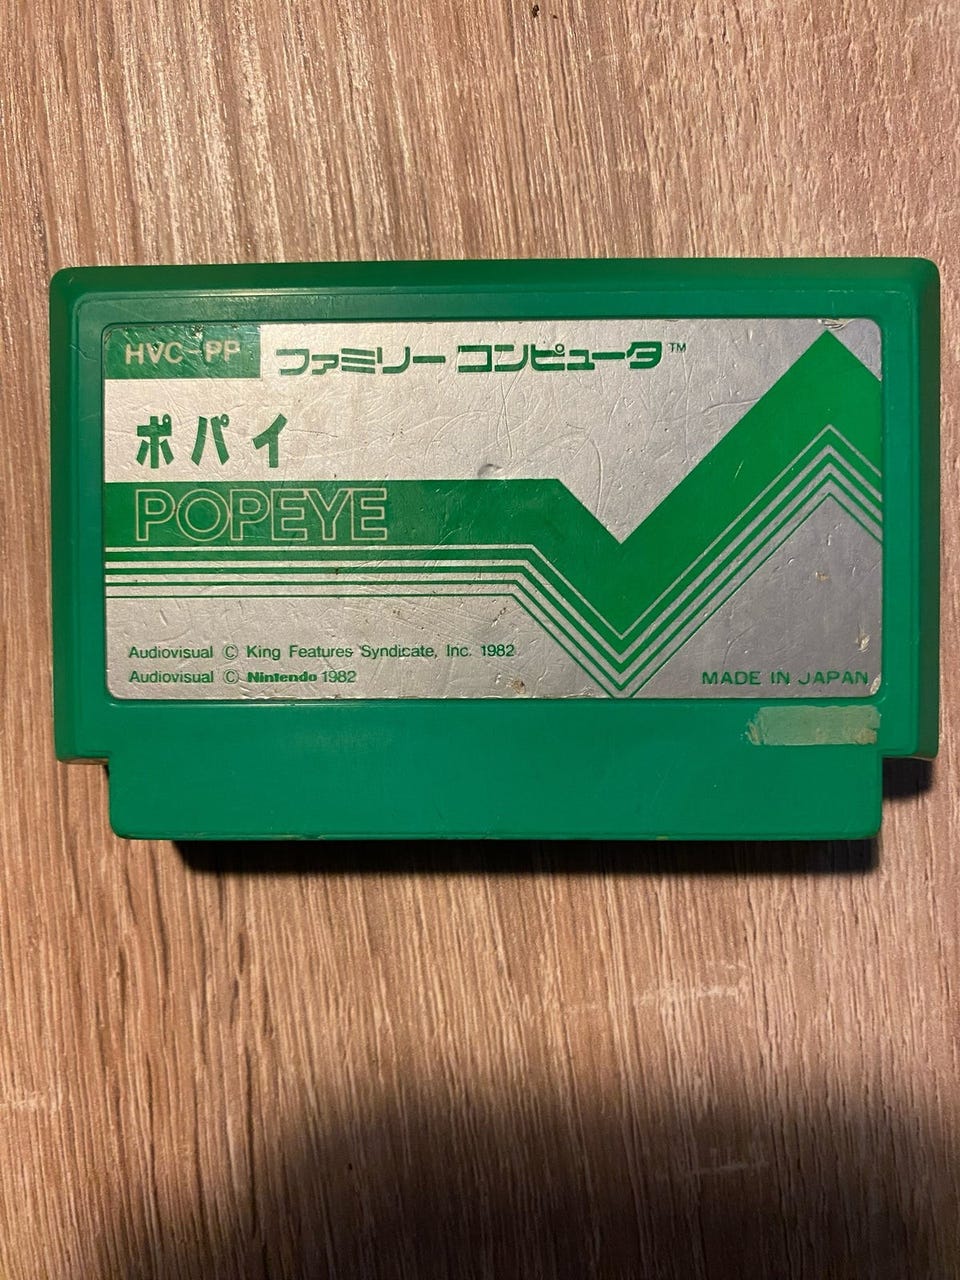 HVC-PP
ファミリーコンピュータ™
ポパイ
POPEYE
Audiovisual © King Features Syndicate, Inc. 1982
Audiovisual © Nintendo 1982
MADE IN JAPAN